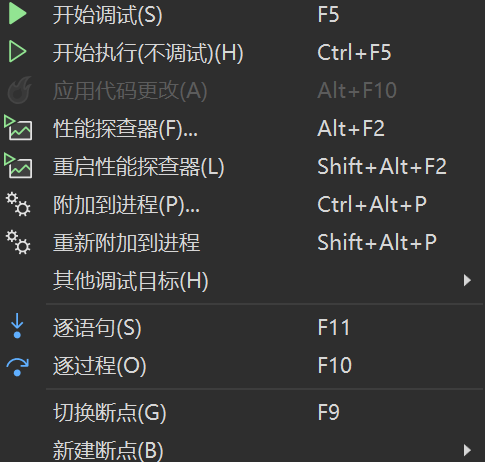 开始调试(S) F5
开始执行(不调试)(H) Ctrl+F5
应用代码更改(A) Alt+F10
性能探查器(F)... Alt+F2
重启性能探查器(L) Shift+Alt+F2
附加到进程(P)... Ctrl+Alt+P
重新附加到进程 Shift+Alt+P
其他调试目标(H)
逐语句(S) F11
逐过程(O) F10
切换断点(G) F9
新建断点(B)